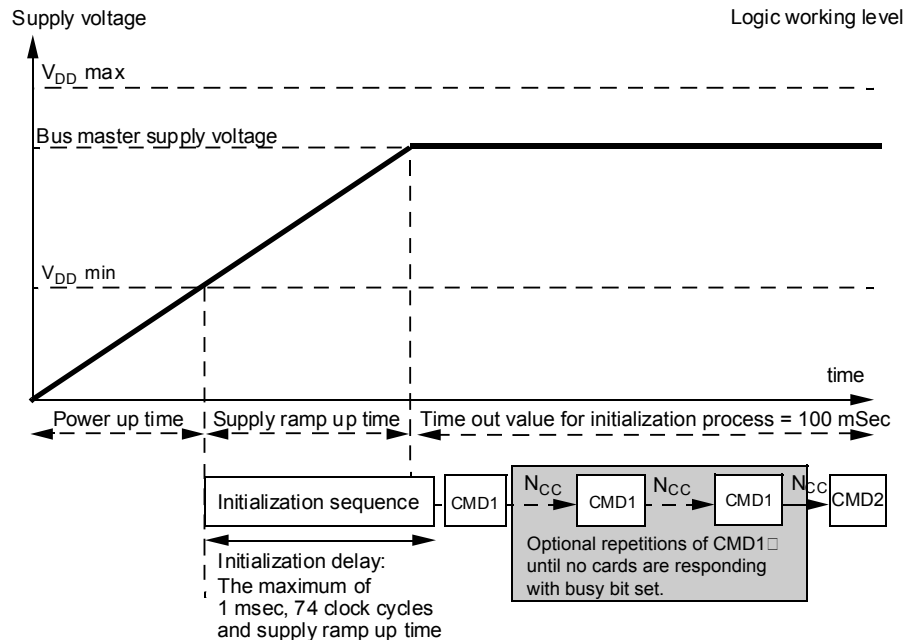 Supply voltage
Logic working level
VDD max
Bus master supply voltage
VDD min
time
Power up time
Supply ramp up time
Time out value for initialization process = 100 mSec
Initialization sequence
CMD1
NCC
CMD1
NCC
CMD1
NCC
CMD2
Optional repetitions of CMD1□
until no cards are responding
with busy bit set.
Initialization delay:
The maximum of
1 msec, 74 clock cycles
and supply ramp up time